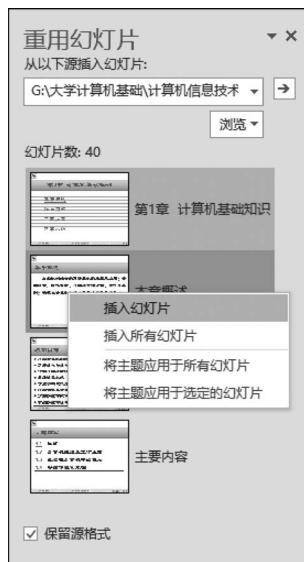 重用幻灯片
从以下源插入幻灯片:
G:\大学计算机基础\计算机信息技术
浏览
幻灯片数: 40
第1章 计算机基础知识
本章概述
插入幻灯片
插入所有幻灯片
将主题应用于所有幻灯片
将主题应用于选定的幻灯片
主要内容
保留源格式